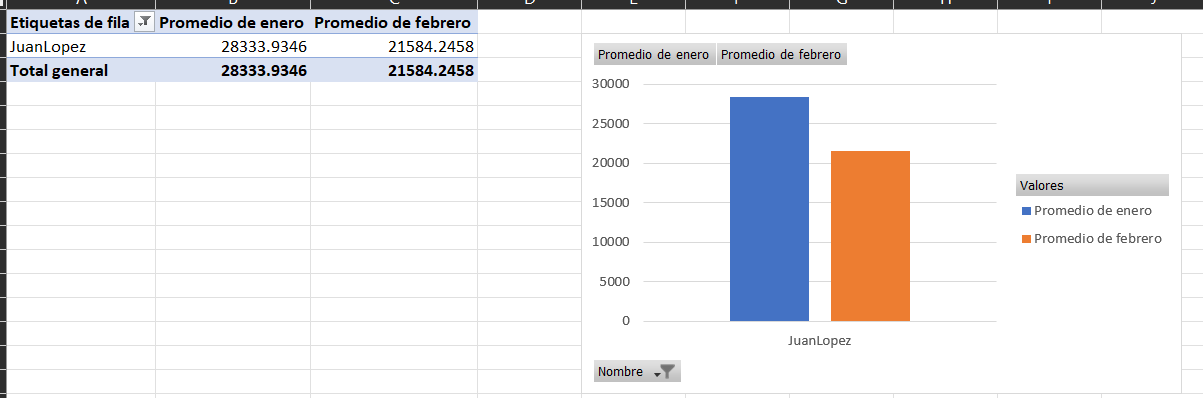 Etiquetas de fila Promedio de enero Promedio de febrero
JuanLopez 28333.9346 21584.2458
Total general 28333.9346 21584.2458
Promedio de enero Promedio de febrero
30000
25000
20000
15000
10000
5000
0
JuanLopez
Valores
Promedio de enero
Promedio de febrero
Nombre